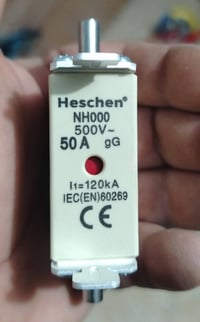 Heschen®
NH000
500V~
50A gG
I1=120kA
IEC(EN)60269
CE